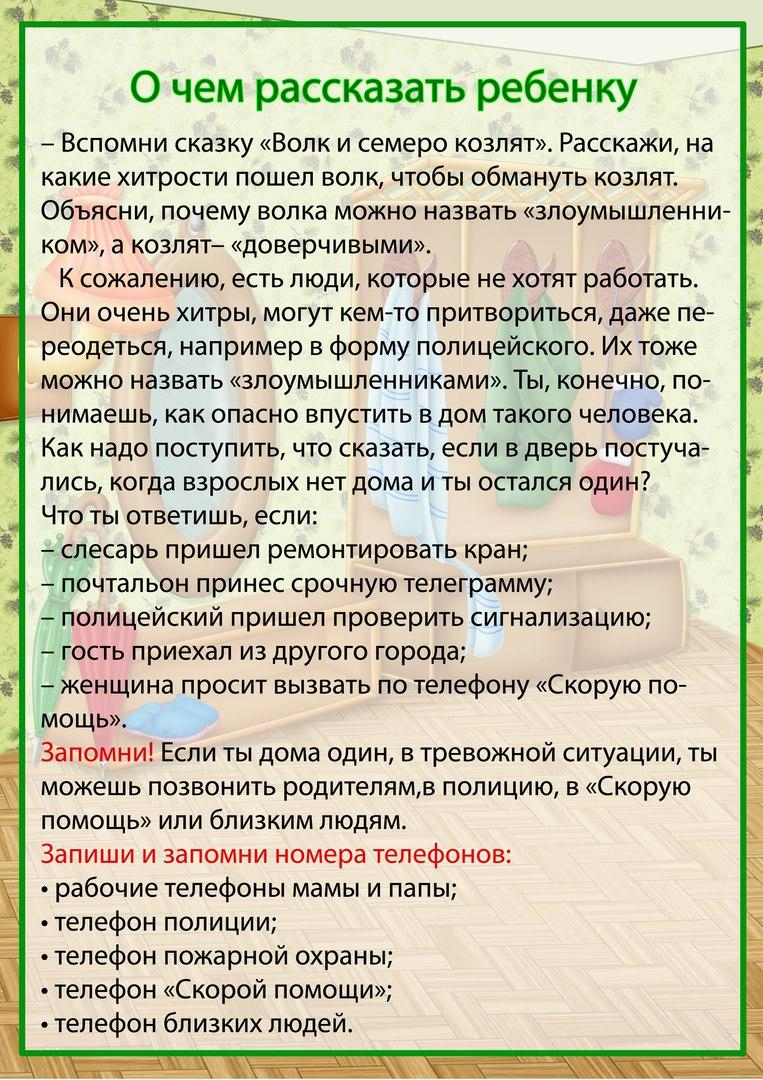 О чем рассказать ребенку
– Вспомни сказку «Волк и семеро козлят». Расскажи, на
какие хитрости пошел волк, чтобы обмануть козлят.
Объясни, почему волка можно назвать «злоумышленни-
ком», а козлят– «доверчивыми».
К сожалению, есть люди, которые не хотят работать.
Они очень хитры, могут кем-то притвориться, даже пе-
реодеться, например в форму полицейского. Их тоже
можно назвать «злоумышленниками». Ты, конечно, по-
нимаешь, как опасно впустить в дом такого человека.
Как надо поступить, что сказать, если в дверь постуча-
лись, когда взрослых нет дома и ты остался один?
Что ты ответишь, если:
– слесарь пришел ремонтировать кран;
– почтальон принес срочную телеграмму;
– полицейский пришел проверить сигнализацию;
– гость приехал из другого города;
– женщина просит вызвать по телефону «Скорую по-
мощь».
Запомни! Если ты дома один, в тревожной ситуации, ты
можешь позвонить родителям,в полицию, в «Скорую
помощь» или близким людям.
Запиши и запомни номера телефонов:
• рабочие телефоны мамы и папы;
• телефон полиции;
• телефон пожарной охраны;
• телефон «Скорой помощи»;
• телефон близких людей.